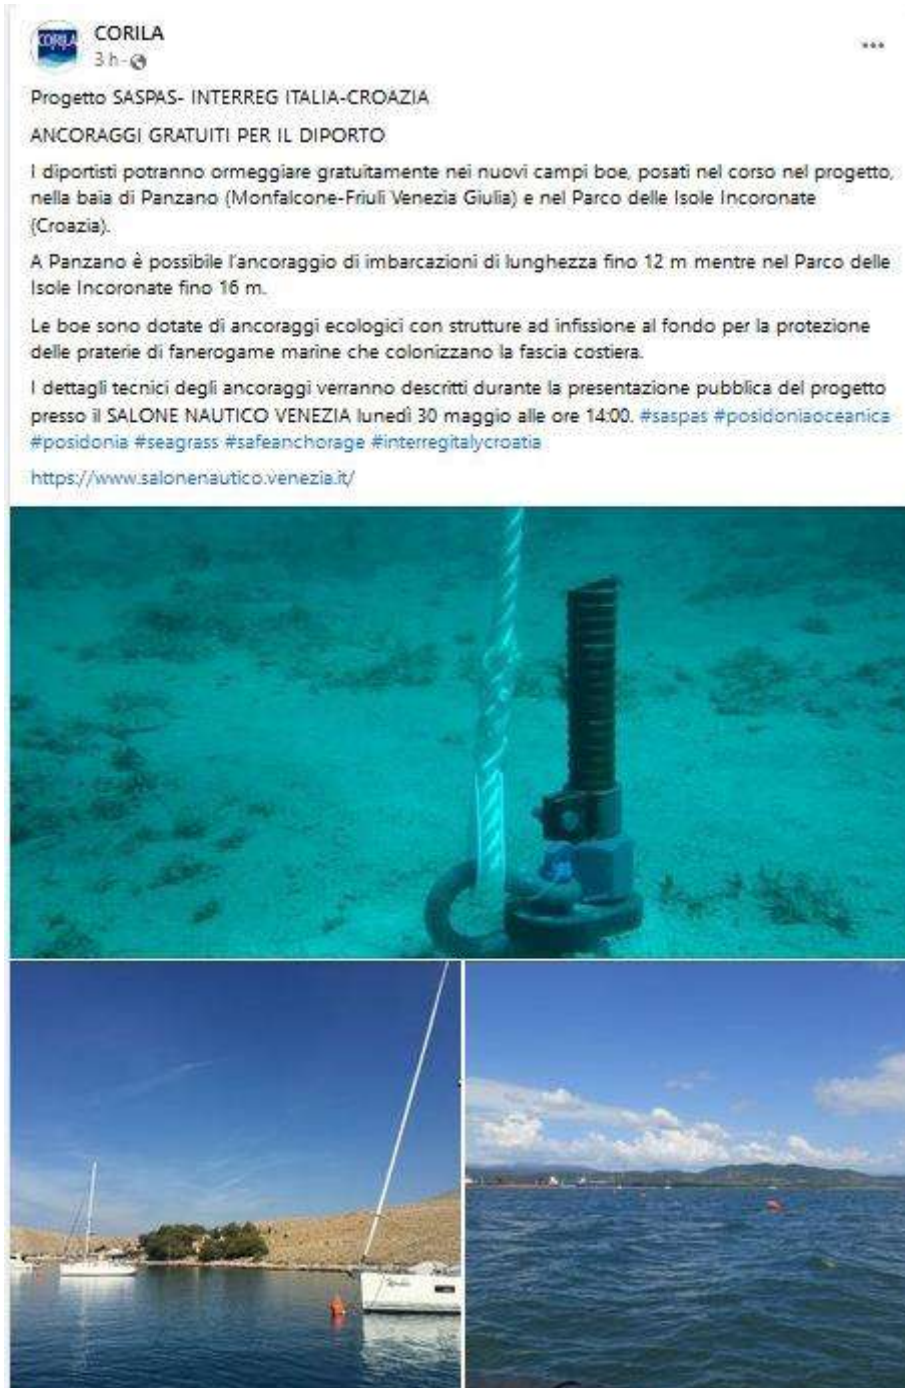 CORILA
CORILA
3 h
Progetto SASPAS- INTERREG ITALIA-CROAZIA
ANCORAGGI GRATUITI PER IL DIPORTO
I diportisti potranno ormeggiare gratuitamente nei nuovi campi boe, posati nel corso nel progetto,
nella baia di Panzano (Monfalcone-Friuli Venezia Giulia) e nel Parco delle Isole Incoronate
(Croazia).
A Panzano è possibile l'ancoraggio di imbarcazioni di lunghezza fino 12 m mentre nel Parco delle
Isole Incoronate fino 16 m.
Le boe sono dotate di ancoraggi ecologici con strutture ad infissione al fondo per la protezione
delle praterie di fanerogame marine che colonizzano la fascia costiera.
I dettagli tecnici degli ancoraggi verranno descritti durante la presentazione pubblica del progetto
presso il SALONE NAUTICO VENEZIA lunedì 30 maggio alle ore 14:00. #saspas #posidoniaoceanica
#posidonia #seagrass #safeanchorage #interregitalycroatia
https://www.salonenautico.venezia.it/